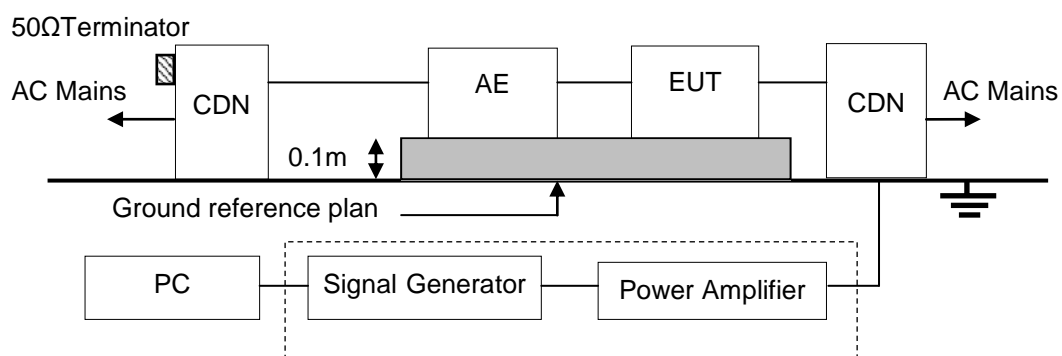 50ΩTerminator
AC Mains
CDN
AE
EUT
CDN
AC Mains
0.1m
Ground reference plan
PC
Signal Generator
Power Amplifier